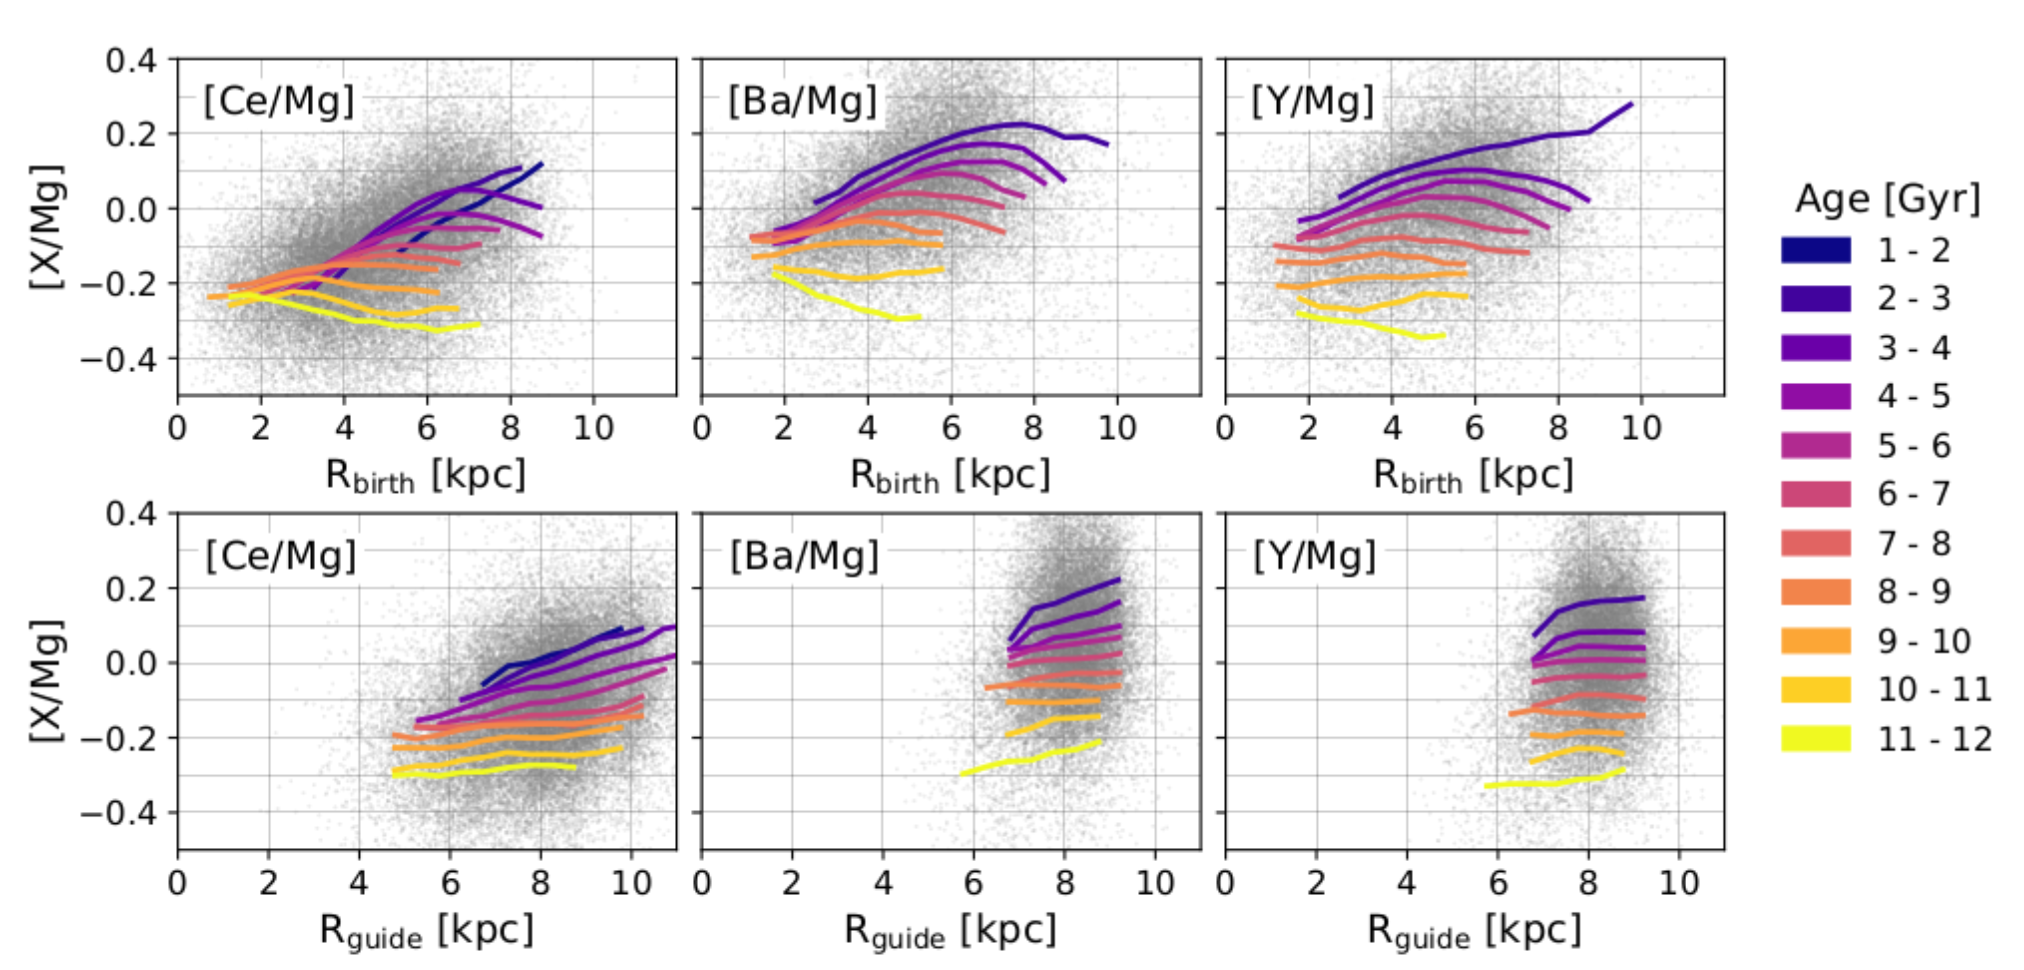 [Ce/Mg] [Ba/Mg] [Y/Mg]
0.4
0.2
0.0
−0.2
−0.4
[X/Mg]
0 2 4 6 8 10 0 2 4 6 8 10 0 2 4 6 8 10
R_birth [kpc] R_birth [kpc] R_birth [kpc]
[Ce/Mg] [Ba/Mg] [Y/Mg]
0.4
0.2
0.0
−0.2
−0.4
[X/Mg]
0 2 4 6 8 10 0 2 4 6 8 10 0 2 4 6 8 10
R_guide [kpc] R_guide [kpc] R_guide [kpc]
Age [Gyr]
1 - 2
2 - 3
3 - 4
4 - 5
5 - 6
6 - 7
7 - 8
8 - 9
9 - 10
10 - 11
11 - 12